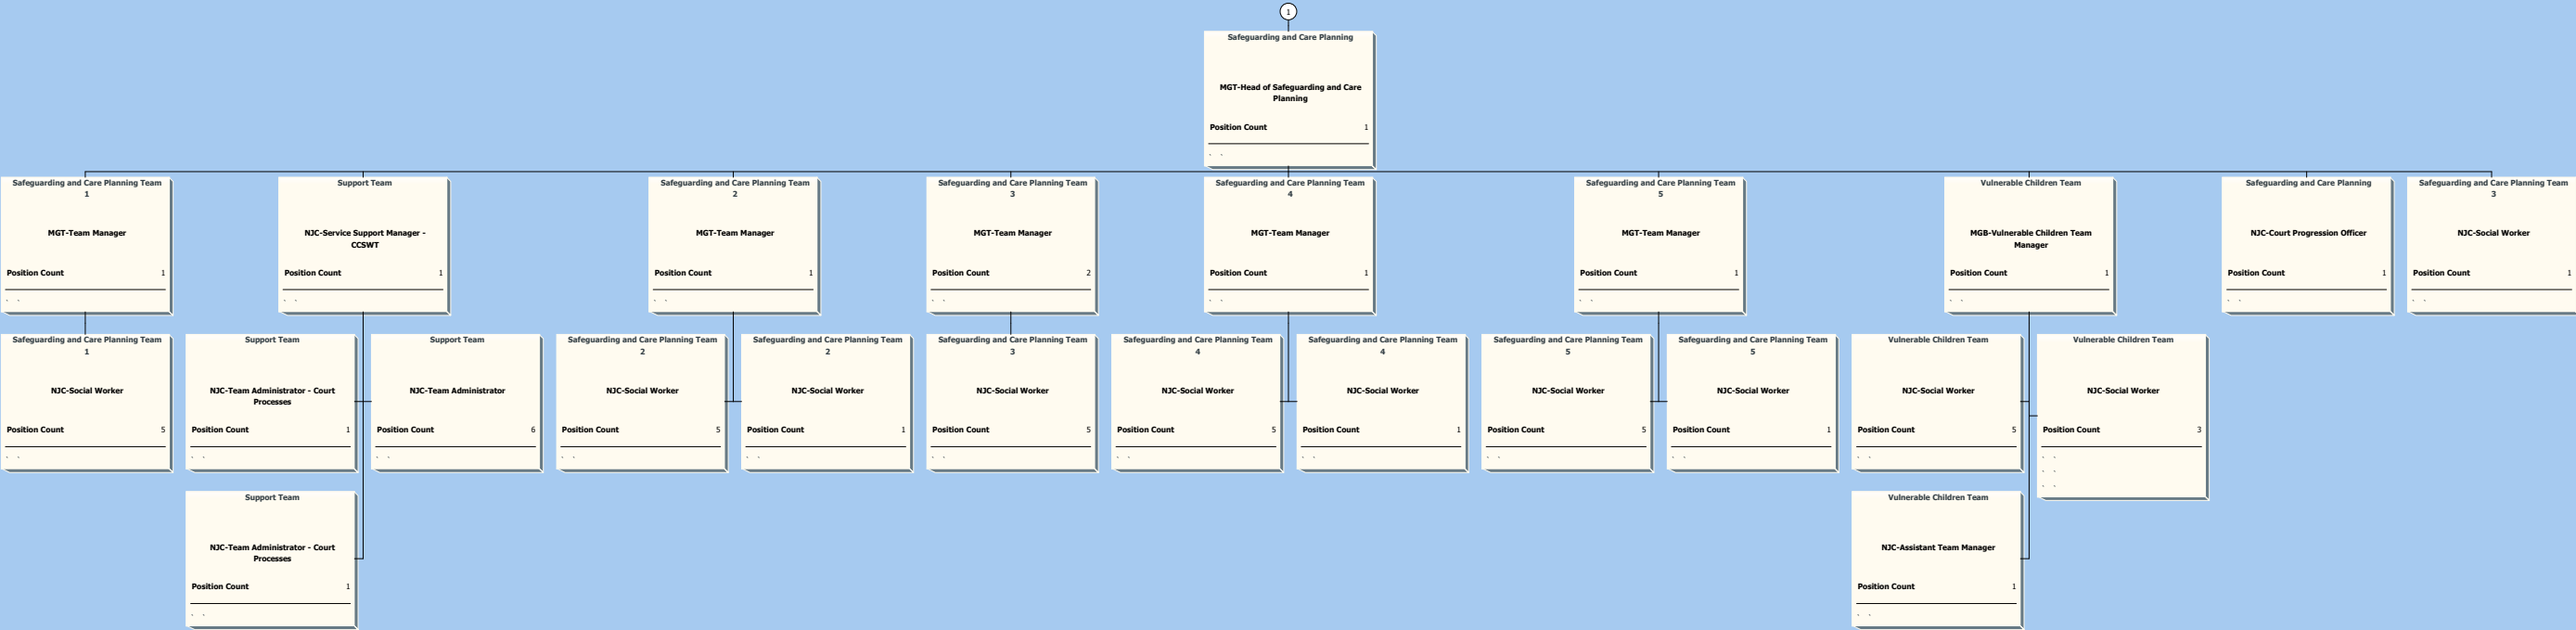 1
Safeguarding and Care Planning
MGT-Head of Safeguarding and Care
Planning
Position Count 1
Safeguarding and Care Planning Team
1
MGT-Team Manager
Position Count 1
Support Team
NJC-Service Support Manager -
CCSWT
Position Count 1
Safeguarding and Care Planning Team
2
MGT-Team Manager
Position Count 1
Safeguarding and Care Planning Team
3
MGT-Team Manager
Position Count 2
Safeguarding and Care Planning Team
4
MGT-Team Manager
Position Count 1
Safeguarding and Care Planning Team
5
MGT-Team Manager
Position Count 1
Vulnerable Children Team
MGB-Vulnerable Children Team
Manager
Position Count 1
Safeguarding and Care Planning
NJC-Court Progression Officer
Position Count 1
Safeguarding and Care Planning Team
3
NJC-Social Worker
Position Count 1
Safeguarding and Care Planning Team
1
NJC-Social Worker
Position Count 5
Support Team
NJC-Team Administrator - Court
Processes
Position Count 1
Support Team
NJC-Team Administrator
Position Count 6
Safeguarding and Care Planning Team
2
NJC-Social Worker
Position Count 5
Safeguarding and Care Planning Team
2
NJC-Social Worker
Position Count 1
Safeguarding and Care Planning Team
3
NJC-Social Worker
Position Count 5
Safeguarding and Care Planning Team
4
NJC-Social Worker
Position Count 5
Safeguarding and Care Planning Team
4
NJC-Social Worker
Position Count 1
Safeguarding and Care Planning Team
5
NJC-Social Worker
Position Count 5
Safeguarding and Care Planning Team
5
NJC-Social Worker
Position Count 1
Vulnerable Children Team
NJC-Social Worker
Position Count 5
Vulnerable Children Team
NJC-Social Worker
Position Count 3
Support Team
NJC-Team Administrator - Court
Processes
Position Count 1
Vulnerable Children Team
NJC-Assistant Team Manager
Position Count 1